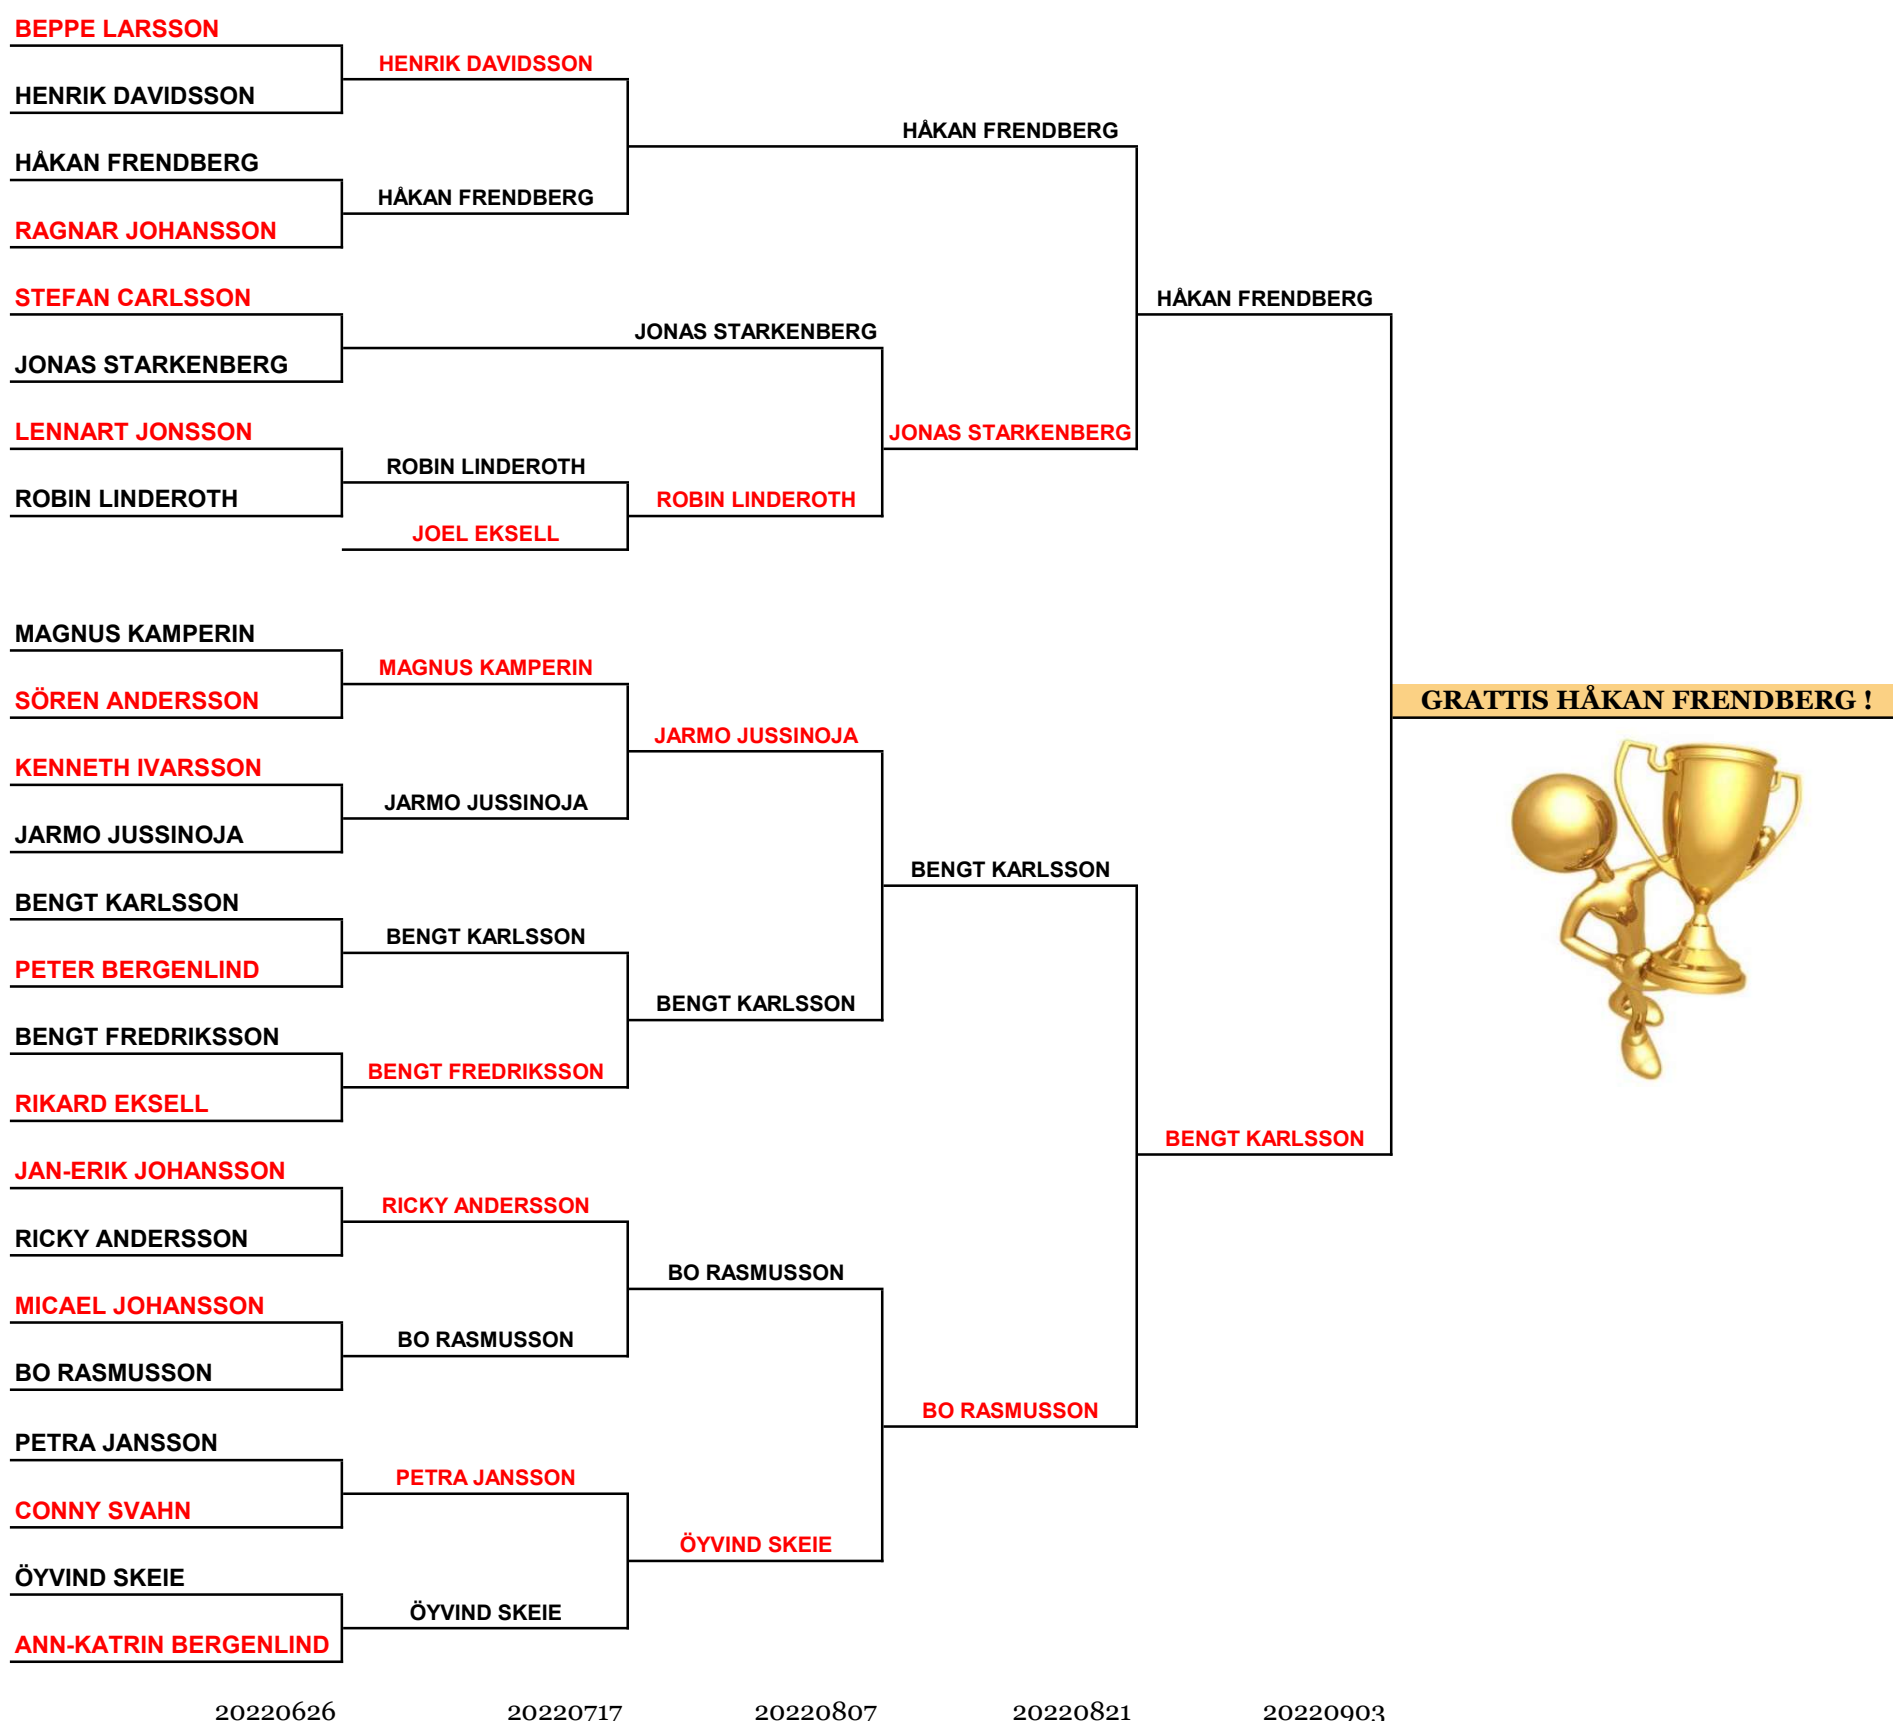 BEPPE LARSSON
HENRIK DAVIDSSON
HENRIK DAVIDSSON
HÅKAN FRENDBERG
HÅKAN FRENDBERG
HÅKAN FRENDBERG
RAGNAR JOHANSSON
STEFAN CARLSSON
HÅKAN FRENDBERG
JONAS STARKENBERG
JONAS STARKENBERG
LENNART JONSSON
JONAS STARKENBERG
ROBIN LINDEROTH
ROBIN LINDEROTH
ROBIN LINDEROTH
JOEL EKSELL
MAGNUS KAMPERIN
MAGNUS KAMPERIN
SÖREN ANDERSSON
GRATTIS HÅKAN FRENDBERG !
JARMO JUSSINOJA
KENNETH IVARSSON
JARMO JUSSINOJA
JARMO JUSSINOJA
BENGT KARLSSON
BENGT KARLSSON
BENGT KARLSSON
PETER BERGENLIND
BENGT KARLSSON
BENGT FREDRIKSSON
BENGT FREDRIKSSON
RIKARD EKSELL
BENGT KARLSSON
JAN-ERIK JOHANSSON
RICKY ANDERSSON
RICKY ANDERSSON
BO RASMUSSON
MICAEL JOHANSSON
BO RASMUSSON
BO RASMUSSON
BO RASMUSSON
PETRA JANSSON
PETRA JANSSON
CONNY SVAHN
ÖYVIND SKEIE
ÖYVIND SKEIE
ÖYVIND SKEIE
ANN-KATRIN BERGENLIND
20220626 20220717 20220807 20220821 20220903